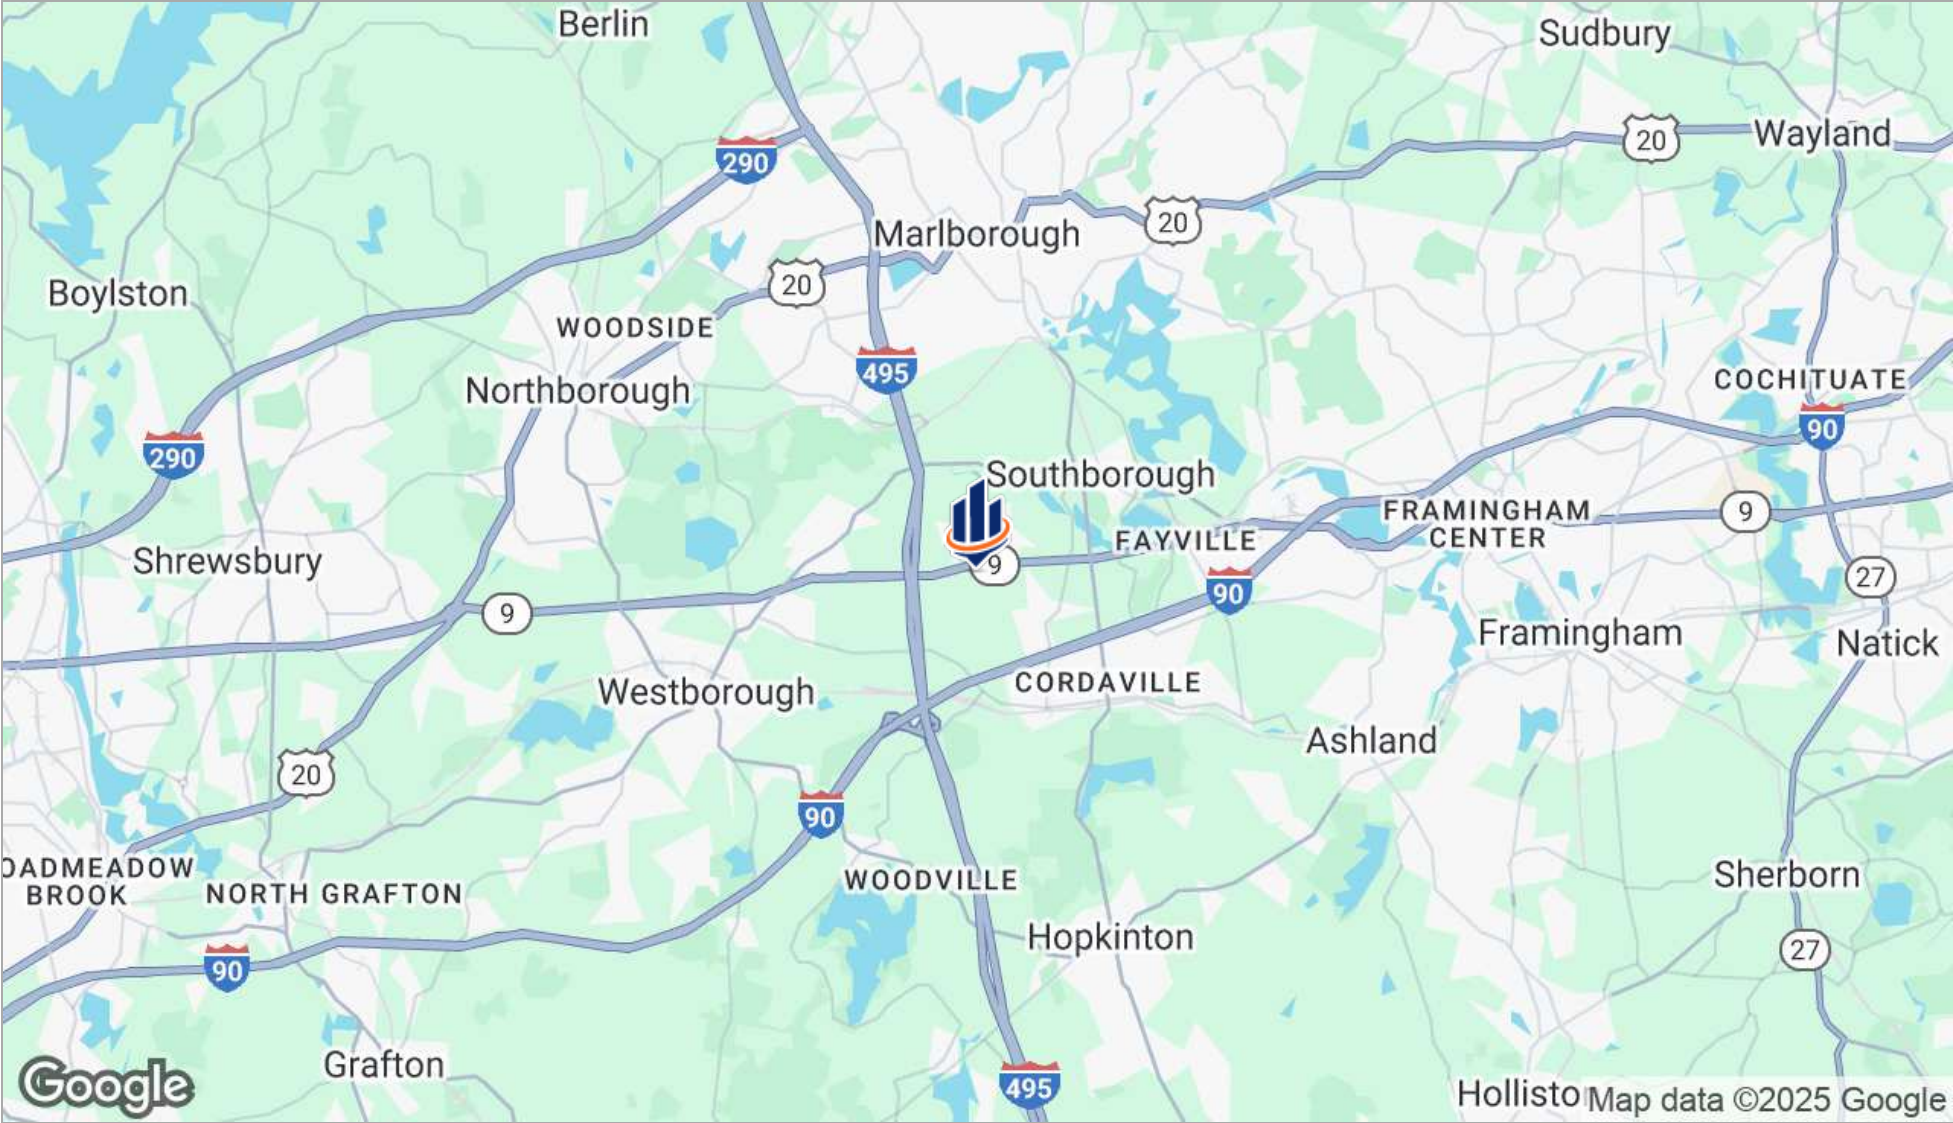 Berlin
Sudbury
20
Wayland
290
Marlborough
20
20
Boylston
WOODSIDE
495
Northborough
COCHITUATE
90
290
Southborough
FRAMINGHAM
CENTER
9
FAYVILLE
9
Shrewsbury
27
90
9
Framingham
Natick
CORDAVILLE
Westborough
Ashland
20
90
OADMEADOW
BROOK
NORTH GRAFTON
WOODVILLE
Sherborn
Hopkinton
27
90
Grafton
Google
495
Hollisto
Map data ©2025 Google